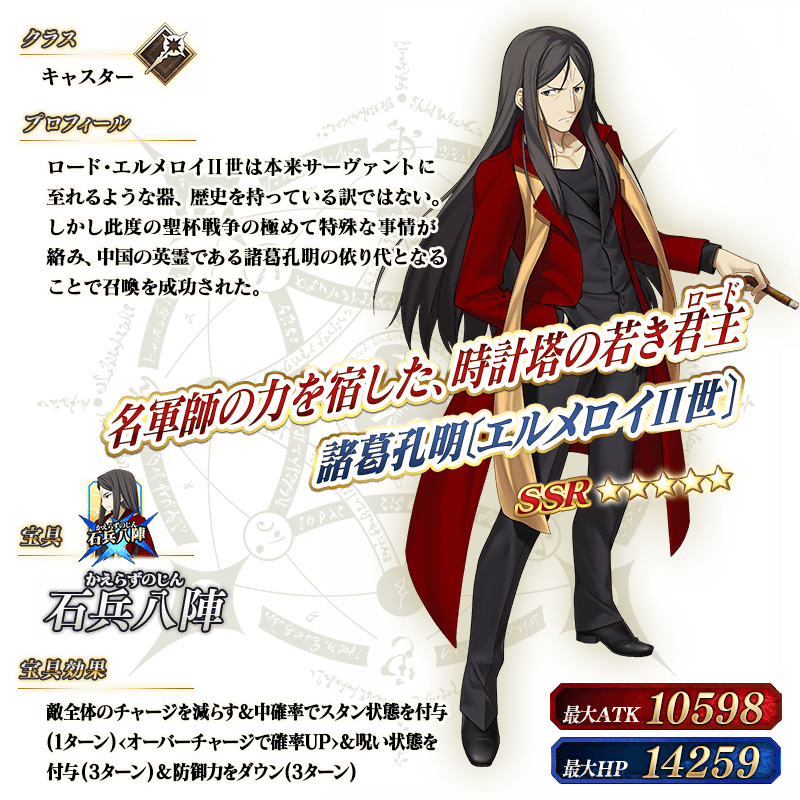 クラス
キャスター
プロフィール
ロード・エルメロイⅡ世は本来サーヴァントに
至れるような器、歴史を持っている訳ではない。
しかし此度の聖杯戦争の極めて特殊な事情が
絡み、中国の英霊である諸葛孔明の依り代となる
ことで召喚を成功された。
ロード
名軍師の力を宿した、時計塔の若き君主
諸葛孔明〔エルメロイⅡ世〕
SSR ★★★★★
宝具
かえらずのじん
石兵八陣
かえらずのじん
石兵八陣
宝具効果
敵全体のチャージを減らす&中確率でスタン状態を付与
(1ターン)<オーバーチャージで確率UP>&呪い状態を
付与(3ターン)&防御力をダウン(3ターン)
最大ATK 10598
最大HP 14259